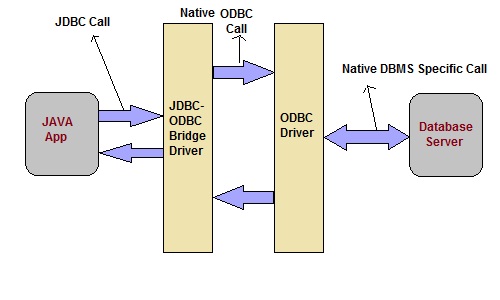 JDBC Call
Native ODBC
Call
Native DBMS Specific Call
JAVA
App
JDBC-
ODBC
Bridge
Driver
ODBC
Driver
Database
Server